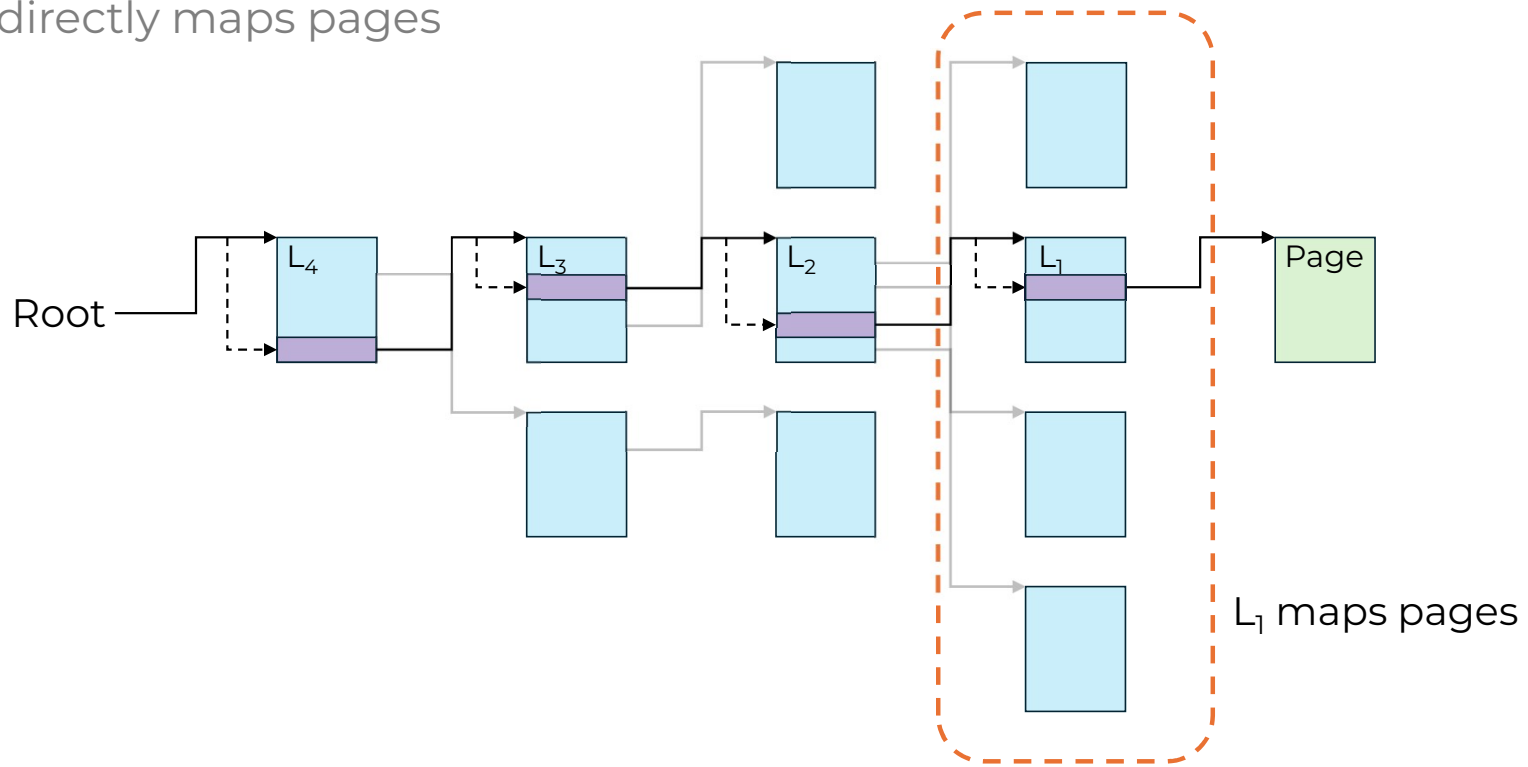 directly maps pages
L₄
L₃
L₂
L₁
Page
Root
L₁ maps pages